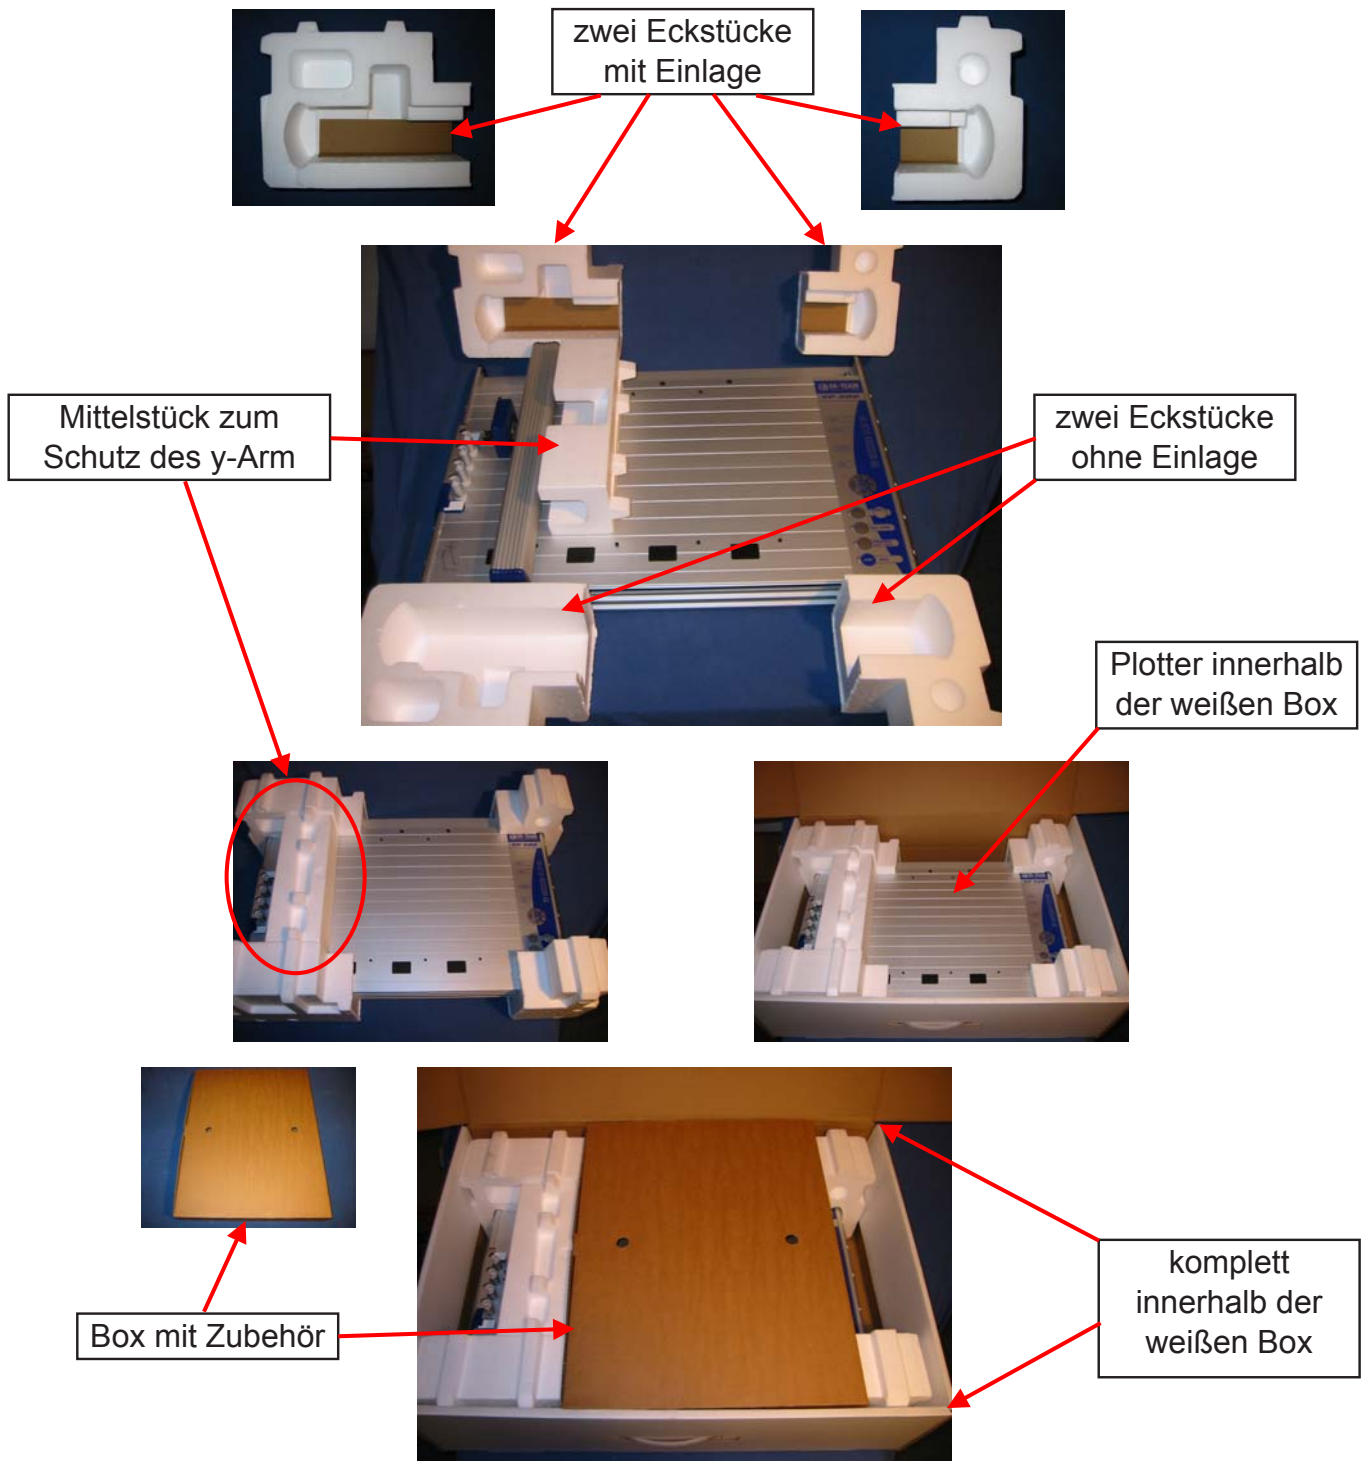 zwei Eckstücke
mit Einlage
Mittelstück zum
Schutz des y-Arm
zwei Eckstücke
ohne Einlage
Plotter innerhalb
der weißen Box
Box mit Zubehör
komplett
innerhalb der
weißen Box